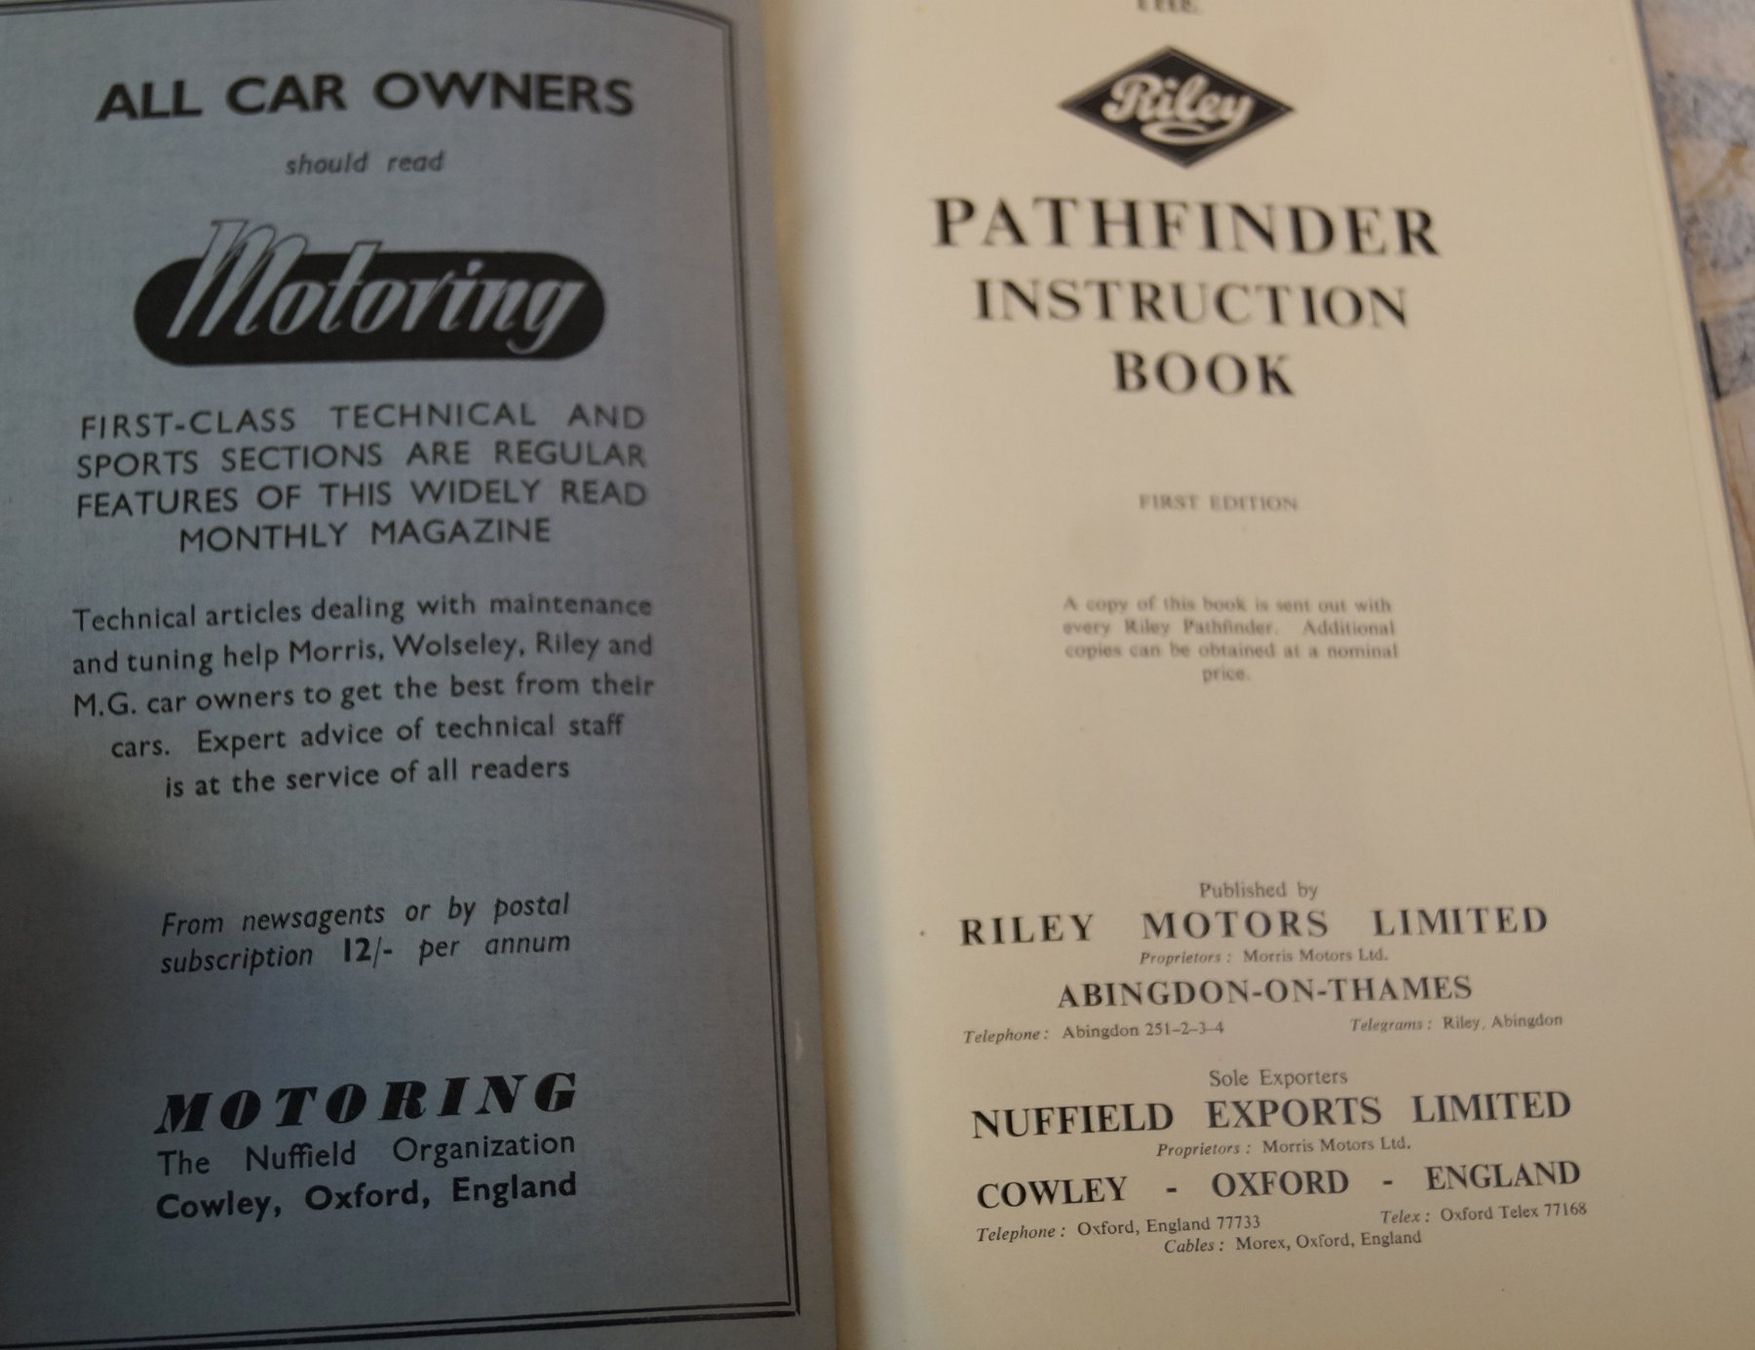 ALL CAR OWNERS
should read
Motoring
FIRST-CLASS TECHNICAL AND
SPORTS SECTIONS ARE REGULAR
FEATURES OF THIS WIDELY READ
MONTHLY MAGAZINE
Technical articles dealing with maintenance
and tuning help Morris, Wolseley, Riley and
M.G. car owners to get the best from their
cars. Expert advice of technical staff
is at the service of all readers
From newsagents or by postal
subscription 12/- per annum
MOTORING
The Nuffield Organization
Cowley, Oxford, England
THE
Riley
PATHFINDER
INSTRUCTION
BOOK
FIRST EDITION
A copy of this book is sent out with
every Riley Pathfinder. Additional
copies can be obtained at a nominal
price.
Published by
RILEY MOTORS LIMITED
Proprietors: Morris Motors Ltd.
ABINGDON-ON-THAMES
Telephone: Abingdon 251-2-3-4 Telegrams: Riley, Abingdon
Sole Exporters
NUFFIELD EXPORTS LIMITED
Proprietors: Morris Motors Ltd.
COWLEY - OXFORD - ENGLAND
Telephone: Oxford, England 77733 Telex: Oxford Telex 77168
Cables: Morex, Oxford, England